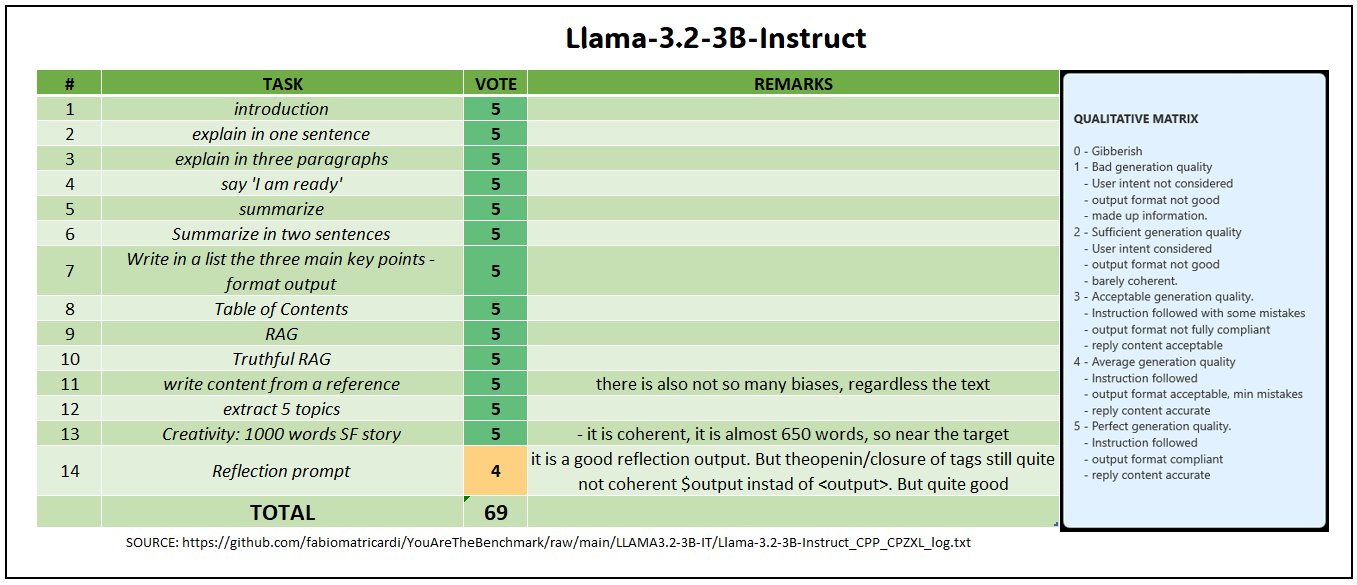 Llama-3.2-3B-Instruct
# TASK VOTE REMARKS
1 introduction 5
2 explain in one sentence 5
3 explain in three paragraphs 5
4 say 'I am ready' 5
5 summarize 5
6 Summarize in two sentences 5
7 Write in a list the three main key points -
format output 5
8 Table of Contents 5
9 RAG 5
10 Truthful RAG 5
11 write content from a reference 5 there is also not so many biases, regardless the text
12 extract 5 topics 5
13 Creativity: 1000 words SF story 5 - it is coherent, it is almost 650 words, so near the target
14 Reflection prompt 4 it is a good reflection output. But theopenin/closure of tags still quite
not coherent $output instad of <output>. But quite good
TOTAL 69
QUALITATIVE MATRIX
0 - Gibberish
1 - Bad generation quality
- User intent not considered
- output format not good
- made up information.
2 - Sufficient generation quality
- User intent considered
- output format not good
- barely coherent.
3 - Acceptable generation quality.
- Instruction followed with some mistakes
- output format not fully compliant
- reply content acceptable
4 - Average generation quality
- Instruction followed
- output format acceptable, min mistakes
- reply content accurate
5 - Perfect generation quality.
- Instruction followed
- output format compliant
- reply content accurate
SOURCE: https://github.com/fabiomatricardi/YouAreTheBenchmark/raw/main/LLAMA3.2-3B-IT/Llama-3.2-3B-Instruct_CPP_CPZXL_log.txt